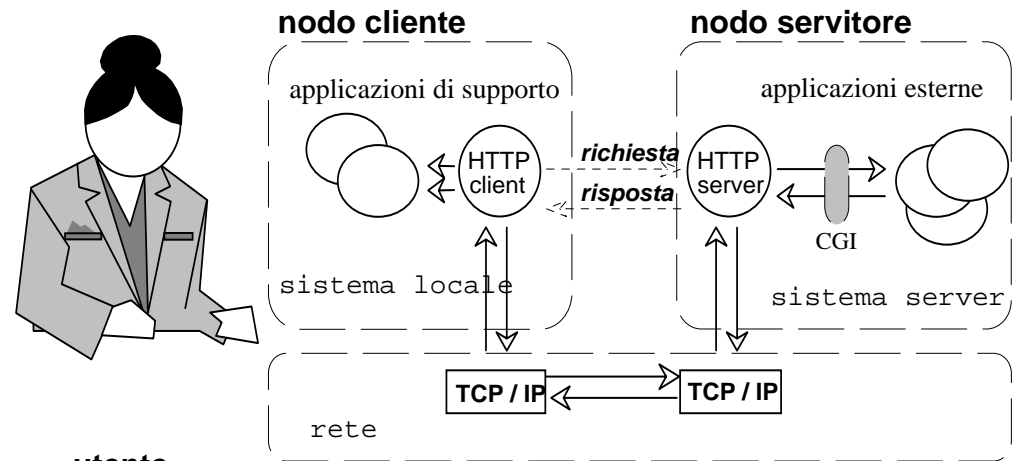 nodo cliente
nodo servitore
applicazioni di supporto
applicazioni esterne
HTTP
client
richiesta
risposta
HTTP
server
CGI
sistema locale
sistema server
TCP / IP
TCP / IP
rete
utente